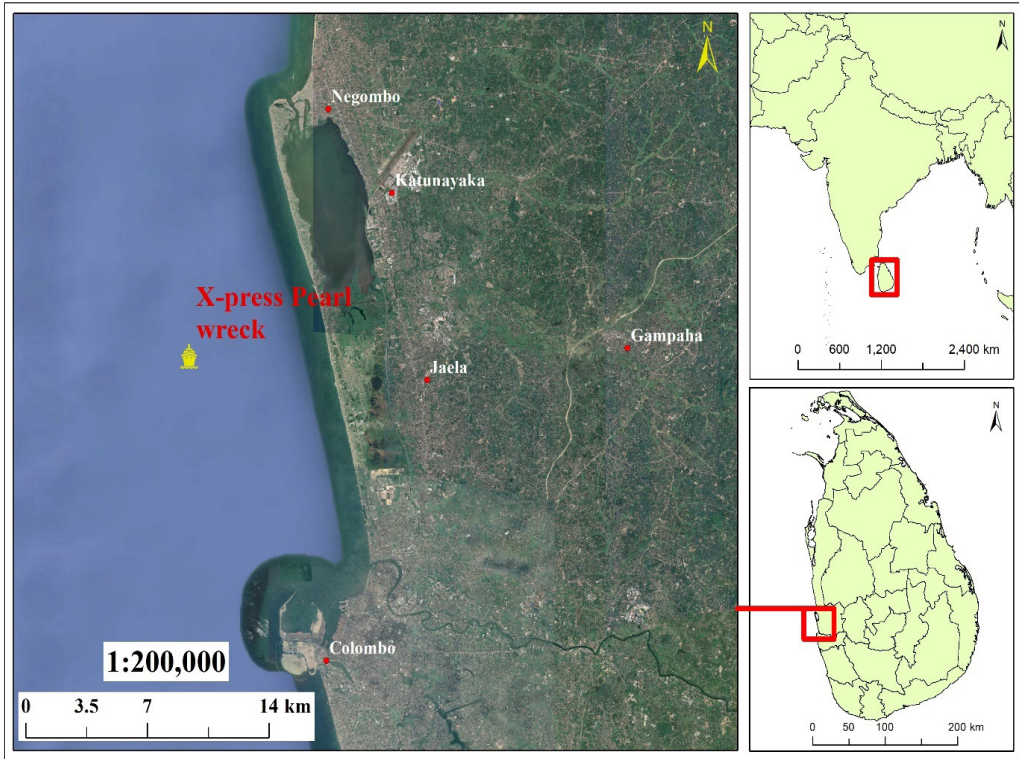 N
Negombo
Katunayaka
X-press Pearl
wreck
Gampaha
Jaela
Colombo
1:200,000
0 3.5 7 14 km
N
0 600 1,200 2,400 km
N
0 50 100 200 km